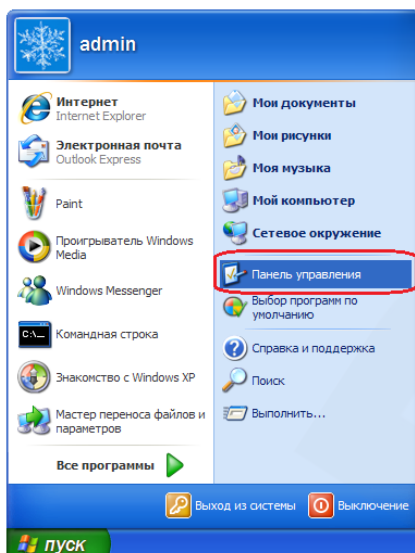 admin
Интернет
Internet Explorer
Электронная почта
Outlook Express
Paint
Проигрыватель Windows
Media
Windows Messenger
C:\_
Командная строка
Знакомство с Windows XP
Мастер переноса файлов и
параметров
Все программы
Мои документы
Мои рисунки
Моя музыка
Мой компьютер
Сетевое окружение
Панель управления
Выбор программ по
умолчанию
Справка и поддержка
Поиск
Выполнить...
Выход из системы
Выключение
пуск